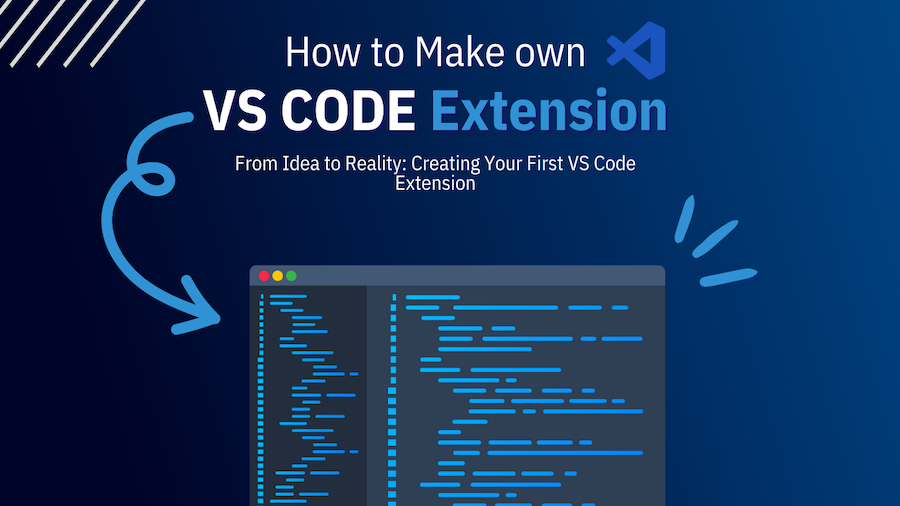 How to Make own
VS CODE Extension
From Idea to Reality: Creating Your First VS Code
Extension